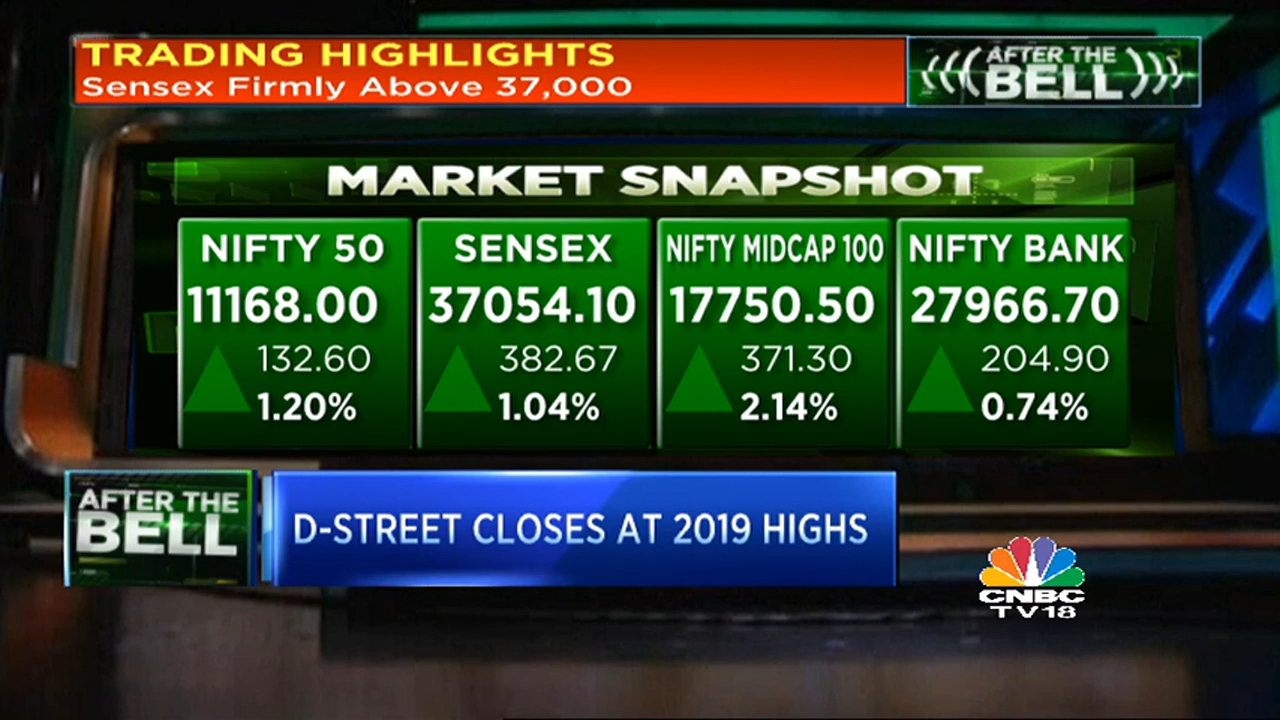 TRADING HIGHLIGHTS
Sensex Firmly Above 37,000
AFTER THE
BELL
MARKET SNAPSHOT
NIFTY 50
11168.00
132.60
1.20%
SENSEX
37054.10
382.67
1.04%
NIFTY MIDCAP 100
17750.50
371.30
2.14%
NIFTY BANK
27966.70
204.90
0.74%
AFTER THE
BELL
D-STREET CLOSES AT 2019 HIGHS
CNBC
TV18